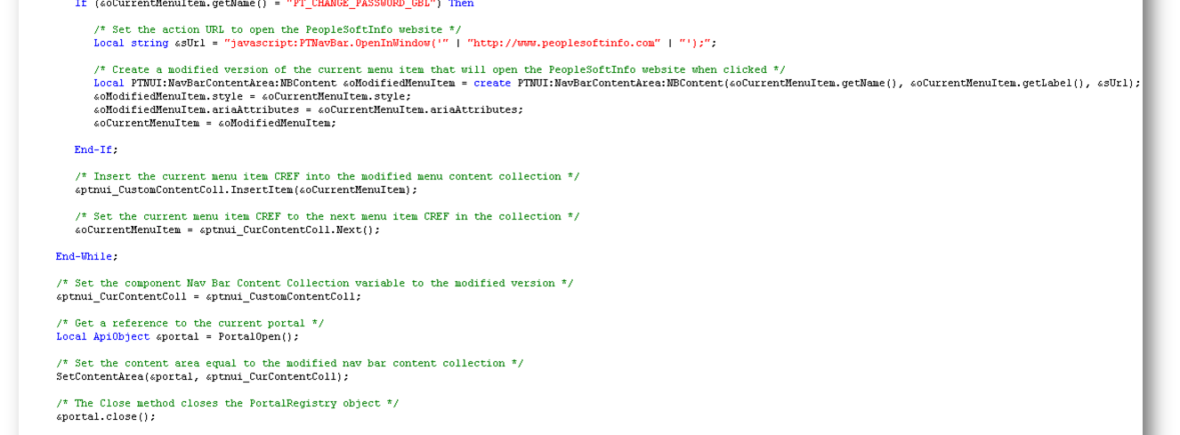 If (&oCurrentMenuItem.getName() = "PT_CHANGE_PASSWORD_GBL") Then
/* Set the action URL to open the PeopleSoftInfo website */
Local string &sUrl = "javascript:PTNavBar.OpenInWindow('" | "http://www.peoplesoftinfo.com" | "');";
/* Create a modified version of the current menu item that will open the PeopleSoftInfo website when clicked */
Local PTNUI:NavBarContentArea:NBContent &oModifiedMenuItem = create PTNUI:NavBarContentArea:NBContent(&oCurrentMenuItem.getName(), &oCurrentMenuItem.getLabel(), &sUrl);
&oModifiedMenuItem.style = &oCurrentMenuItem.style;
&oModifiedMenuItem.ariaAttributes = &oCurrentMenuItem.ariaAttributes;
&oCurrentMenuItem = &oModifiedMenuItem;
End-If;
/* Insert the current menu item CREF into the modified menu content collection */
&ptnui_CustomContentColl.InsertItem(&oCurrentMenuItem);
/* Set the current menu item CREF to the next menu item CREF in the collection */
&oCurrentMenuItem = &ptnui_CurContentColl.Next();
End-While;
/* Set the component Nav Bar Content Collection variable to the modified version */
&ptnui_CurContentColl = &ptnui_CustomContentColl;
/* Get a reference to the current portal */
Local ApiObject &portal = PortalOpen();
/* Set the content area equal to the modified nav bar content collection */
SetContentArea(&portal, &ptnui_CurContentColl);
/* The Close method closes the PortalRegistry object */
&portal.close();